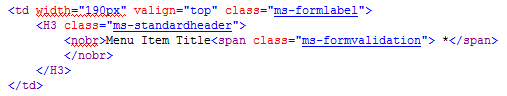 <td width="190px" valign="top" class="ms-formlabel">
<H3 class="ms-standardheader">
<nobr>Menu Item Title<span class="ms-formvalidation"> *</span>
</nobr>
</H3>
</td>